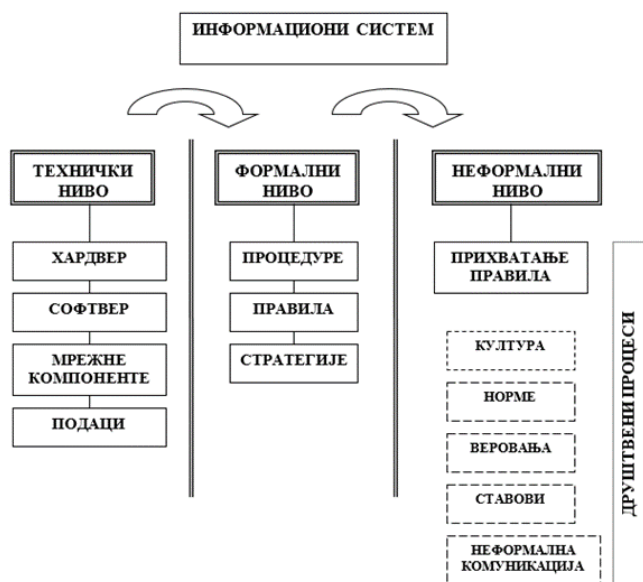 ИНФОРМАЦИОНИ СИСТЕМ
ТЕХНИЧКИ
НИВО
ХАРДВЕР
СОФТВЕР
МРЕЖНЕ
КОМПОНЕНТЕ
ПОДАЦИ
ФОРМАЛНИ
НИВО
ПРОЦЕДУРЕ
ПРАВИЛА
СТРАТЕГИЈЕ
НЕФОРМАЛНИ
НИВО
ПРИХВАТАЊЕ
ПРАВИЛА
КУЛТУРА
НОРМЕ
ВЕРОВАЊА
СТАВОВИ
НЕФОРМАЛНА
КОМУНИКАЦИЈА
ДРУШТВЕНИ ПРОЦЕСИ